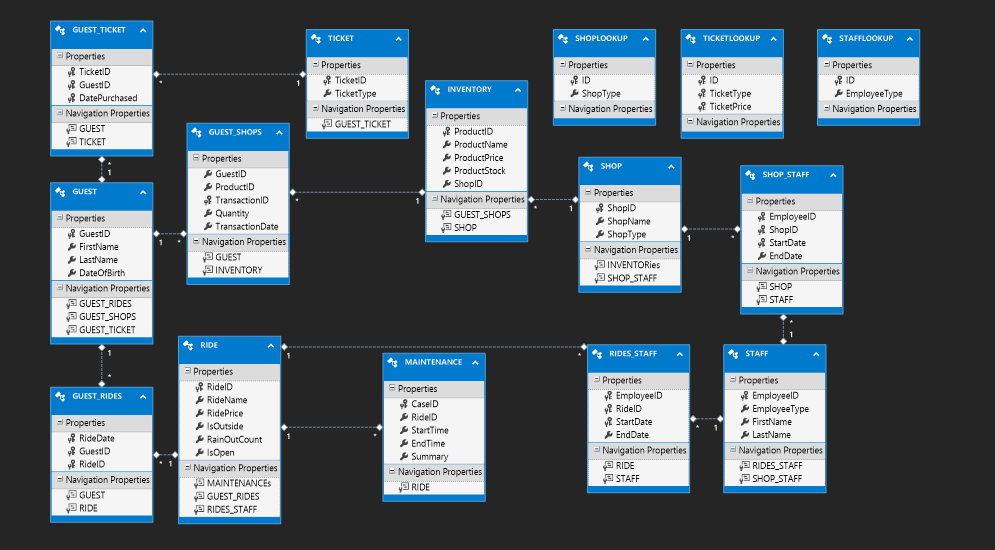 GUEST_TICKET
Properties
TicketID
GuestID
DatePurchased
Navigation Properties
GUEST
TICKET
*
1
TICKET
Properties
TicketID
TicketType
Navigation Properties
GUEST_TICKET
SHOPLOOKUP
Properties
ID
ShopType
Navigation Properties
TICKETLOOKUP
Properties
ID
TicketType
TicketPrice
Navigation Properties
STAFFLOOKUP
Properties
ID
EmployeeType
Navigation Properties
INVENTORY
Properties
ProductID
ProductName
ProductPrice
ProductStock
ShopID
Navigation Properties
GUEST_SHOPS
SHOP
*
1
GUEST_SHOPS
Properties
GuestID
ProductID
TransactionID
Quantity
TransactionDate
Navigation Properties
GUEST
INVENTORY
*
1
SHOP
Properties
ShopID
ShopName
ShopType
Navigation Properties
INVENTORies
SHOP_STAFF
1
*
SHOP_STAFF
Properties
EmployeeID
ShopID
StartDate
EndDate
Navigation Properties
SHOP
STAFF
*
1
*
1
GUEST
Properties
GuestID
FirstName
LastName
DateOfBirth
Navigation Properties
GUEST_RIDES
GUEST_SHOPS
GUEST_TICKET
1
*
1
*
RIDE
Properties
RideID
RideName
RidePrice
IsOutside
RainOutCount
IsOpen
Navigation Properties
MAINTENANCEs
GUEST_RIDES
RIDES_STAFF
1
*
1
*
MAINTENANCE
Properties
CaseID
RideID
StartTime
EndTime
Summary
Navigation Properties
RIDE
RIDES_STAFF
Properties
EmployeeID
RideID
StartDate
EndDate
Navigation Properties
RIDE
STAFF
*
1
STAFF
Properties
EmployeeID
EmployeeType
FirstName
LastName
Navigation Properties
RIDES_STAFF
SHOP_STAFF
GUEST_RIDES
Properties
RideDate
GuestID
RideID
Navigation Properties
GUEST
RIDE
*
1